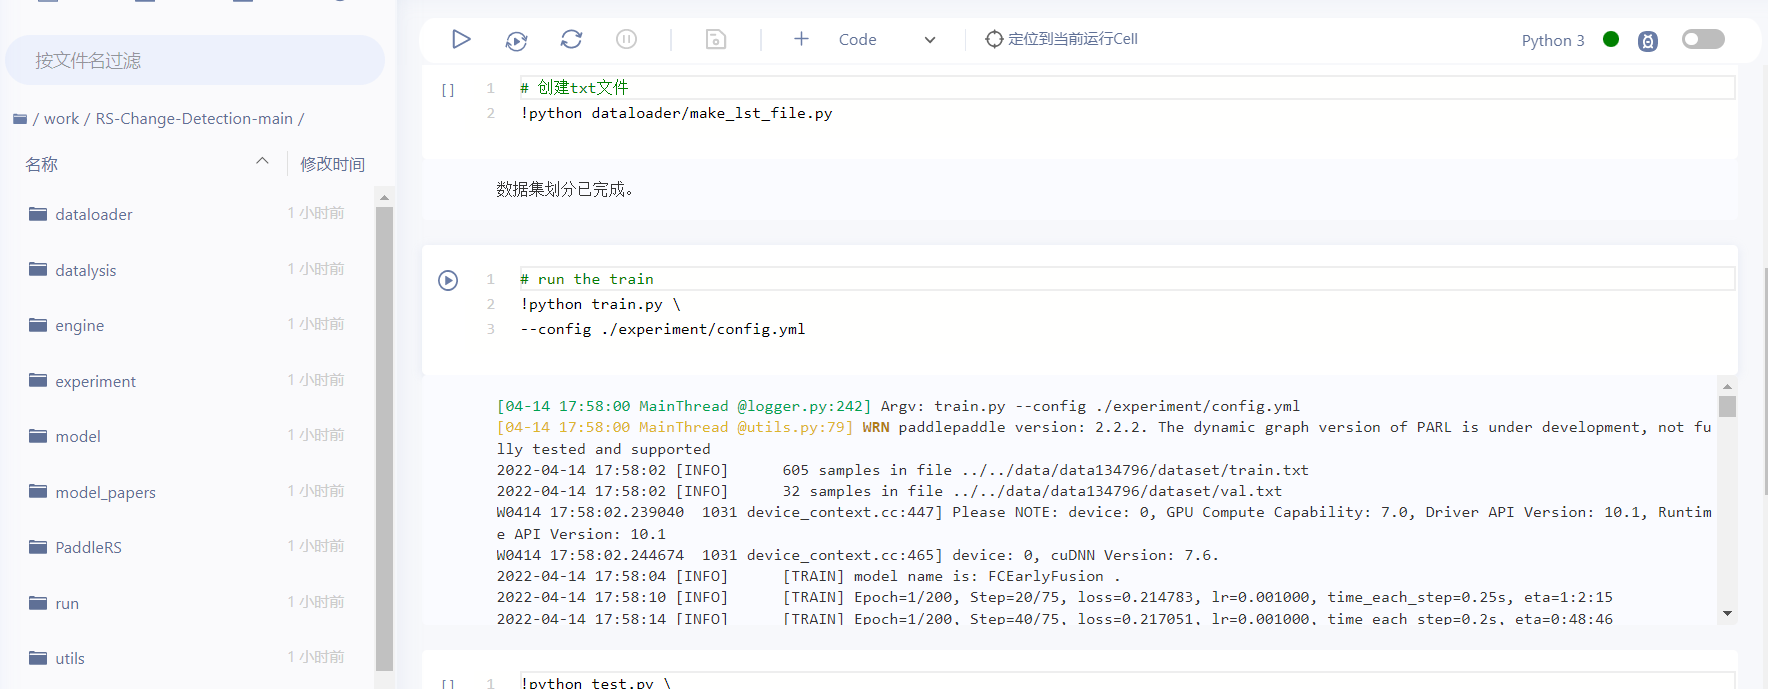 Code
定位到当前运行Cell
Python 3
按文件名过滤
/ work / RS-Change-Detection-main /
名称
修改时间
dataloader 1 小时前
datalysis 1 小时前
engine 1 小时前
experiment 1 小时前
model 1 小时前
model_papers 1 小时前
PaddleRS 1 小时前
run 1 小时前
utils 1 小时前
[ ]
1 # 创建txt文件
2 !python dataloader/make_lst_file.py
数据集划分已完成。
1 # run the train
2 !python train.py \
3 --config ./experiment/config.yml
[04-14 17:58:00 MainThread @logger.py:242] Argv: train.py --config ./experiment/config.yml
[04-14 17:58:00 MainThread @utils.py:79] WRN paddlepaddle version: 2.2.2. The dynamic graph version of PARL is under development, not fu
lly tested and supported
2022-04-14 17:58:02 [INFO] 605 samples in file ../../data/data134796/dataset/train.txt
2022-04-14 17:58:02 [INFO] 32 samples in file ../../data/data134796/dataset/val.txt
W0414 17:58:02.239040 1031 device_context.cc:447] Please NOTE: device: 0, GPU Compute Capability: 7.0, Driver API Version: 10.1, Runtim
e API Version: 10.1
W0414 17:58:02.244674 1031 device_context.cc:465] device: 0, cuDNN Version: 7.6.
2022-04-14 17:58:04 [INFO] [TRAIN] model name is: FCEarlyFusion .
2022-04-14 17:58:10 [INFO] [TRAIN] Epoch=1/200, Step=20/75, loss=0.214783, lr=0.001000, time_each_step=0.25s, eta=1:2:15
2022-04-14 17:58:14 [INFO] [TRAIN] Epoch=1/200, Step=40/75, loss=0.217051, lr=0.001000, time_each_step=0.2s, eta=0:48:46
[ ]
1 !python test.py \